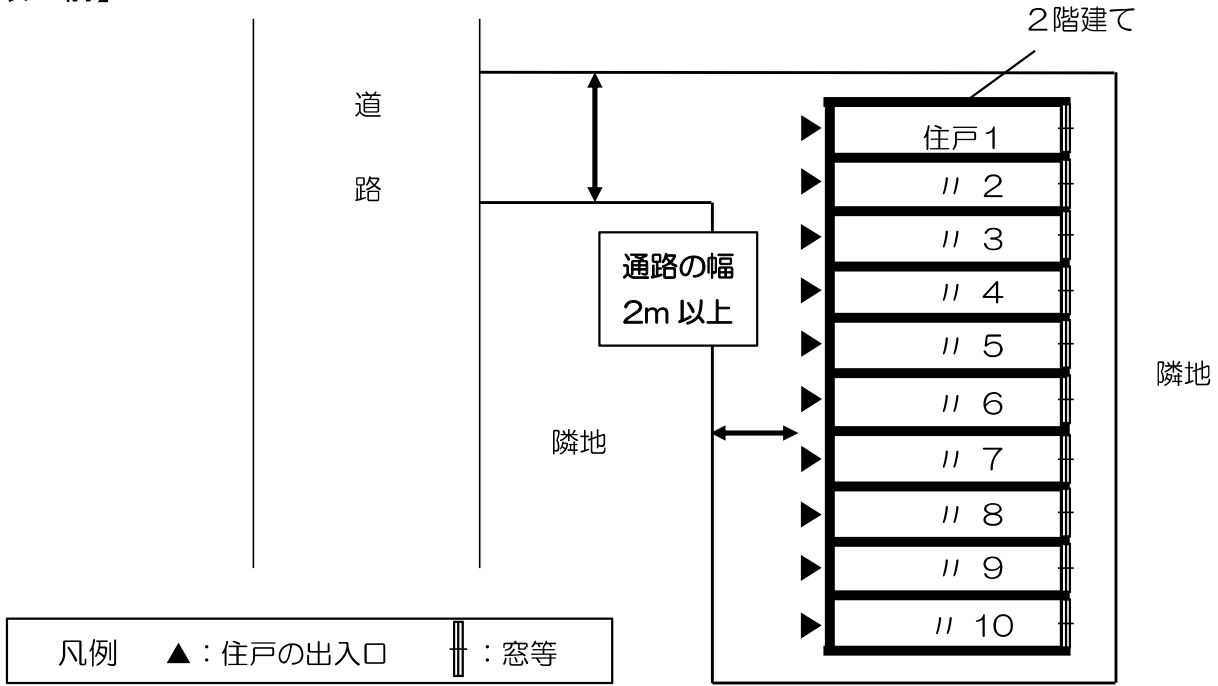 ２階建て
道
路
住戸１
〃 ２
〃 ３
〃 ４
〃 ５
〃 ６
〃 ７
〃 ８
〃 ９
〃 10
通路の幅
2m 以上
隣地
隣地
凡例 ▲：住戸の出入口 ：窓等